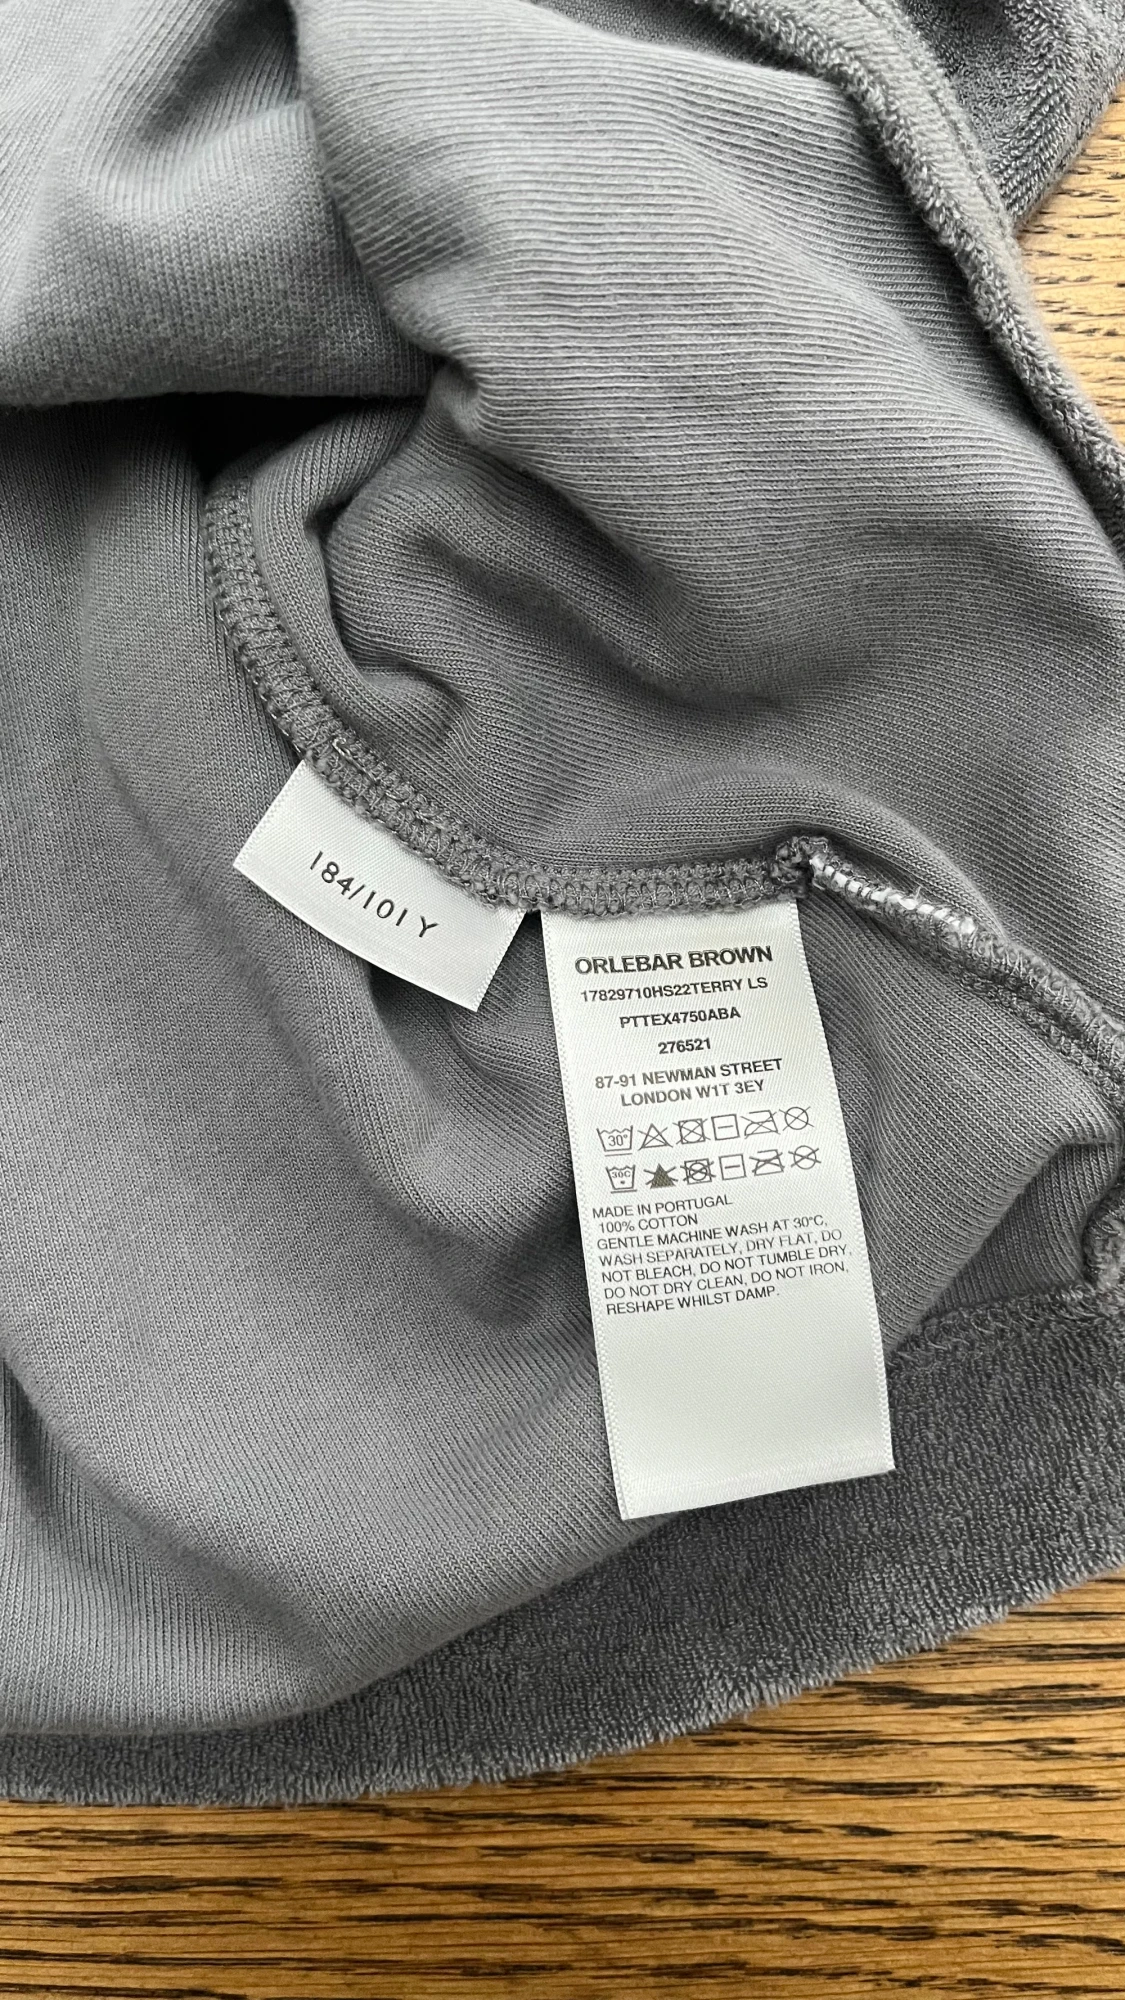 184/101 Y
ORLEBAR BROWN
17829710HS22TERRY LS
PTTEX4750ABA
276521
87-91 NEWMAN STREET
LONDON W1T 3EY
30°
30C
MADE IN PORTUGAL
100% COTTON
GENTLE MACHINE WASH AT 30°C,
WASH SEPARATELY, DRY FLAT, DO
NOT BLEACH, DO NOT TUMBLE DRY,
DO NOT DRY CLEAN, DO NOT IRON,
RESHAPE WHILST DAMP.